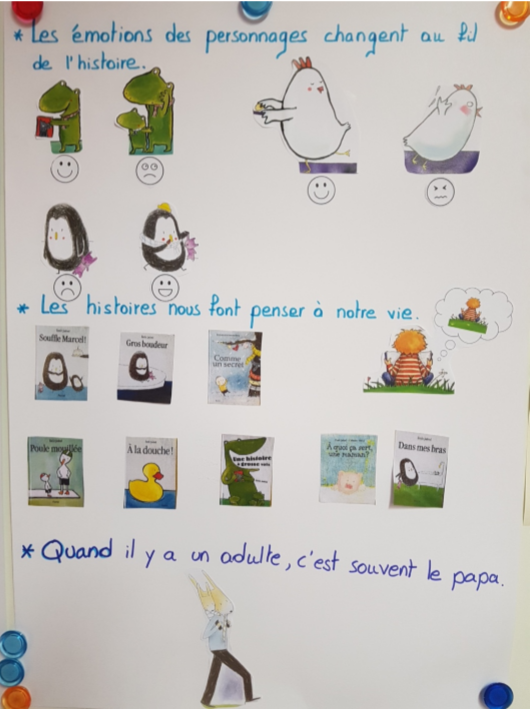 * Les émotions des personnages changent au fil
de l'histoire.
* Les histoires nous font penser à notre vie.
Souffle Marcel!
Gros boudeur
Comme
un secret
Poule mouillée
À la douche!
Une histoire
à grosse voix
À quoi ça sert,
une maman?
Dans mes bras
* Quand il y a un adulte, c'est souvent le papa.